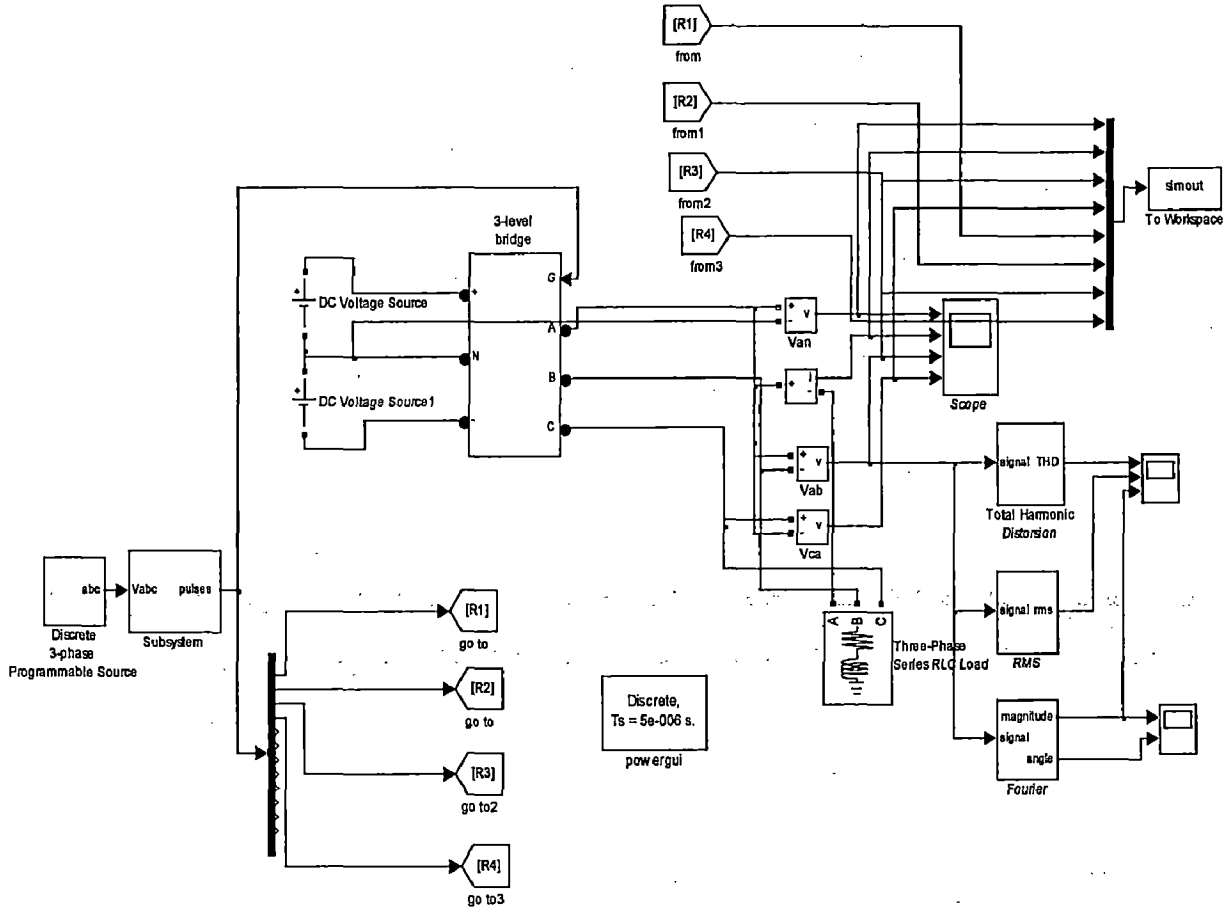 [R1]
from
[R2]
from1
[R3]
from2
[R4]
from3
simout
To Workspace
3-level
bridge
G
+
N
-
A
B
C
+
DC Voltage Source
+
DC Voltage Source1
+
-
v
Van
+
i
-
+
-
v
Vab
+
-
v
Vca
Scope
signal THD
Total Harmonic
Distorsion
signal rms
RMS
magnitude
signal
angle
Fourier
A B C
Three-Phase
Series RLC Load
abc
Discrete
3-phase
Programmable Source
Vabc pulses
Subsystem
[R1]
go to
[R2]
go to
[R3]
go to2
[R4]
go to3
Discrete,
Ts = 5e-006 s.
powergui